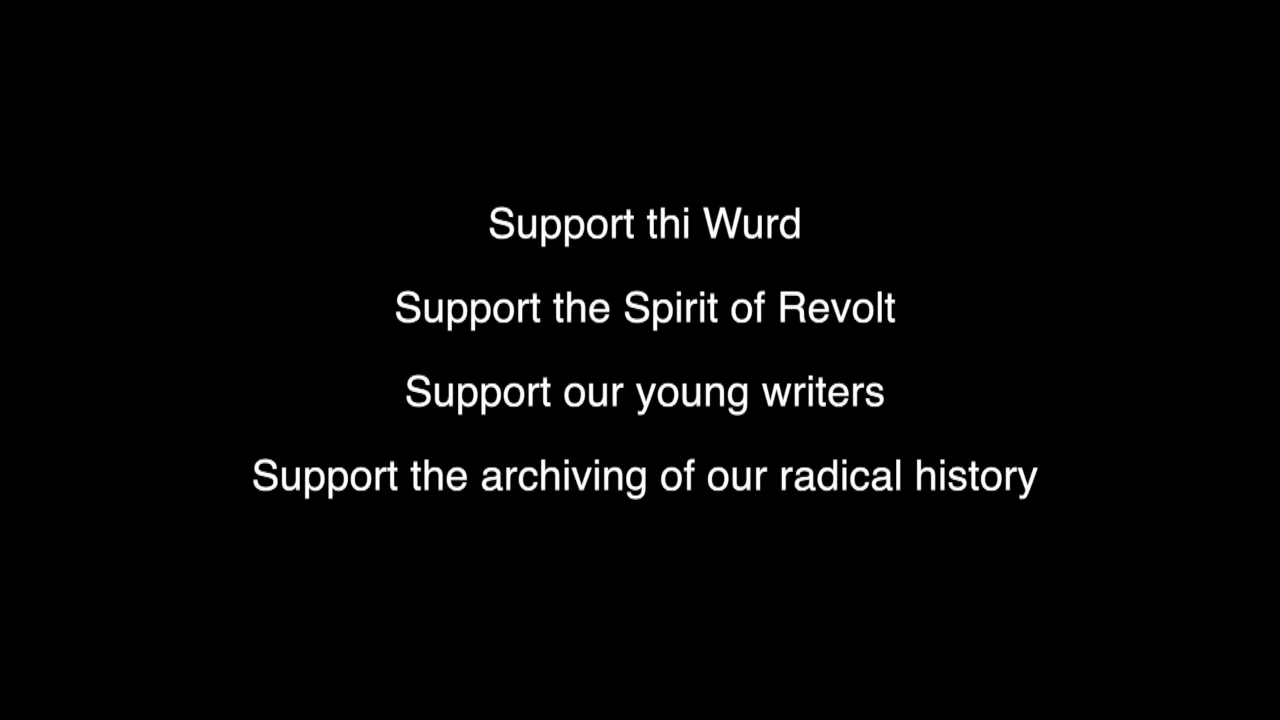 Support thi Wurd
Support the Spirit of Revolt
Support our young writers
Support the archiving of our radical history